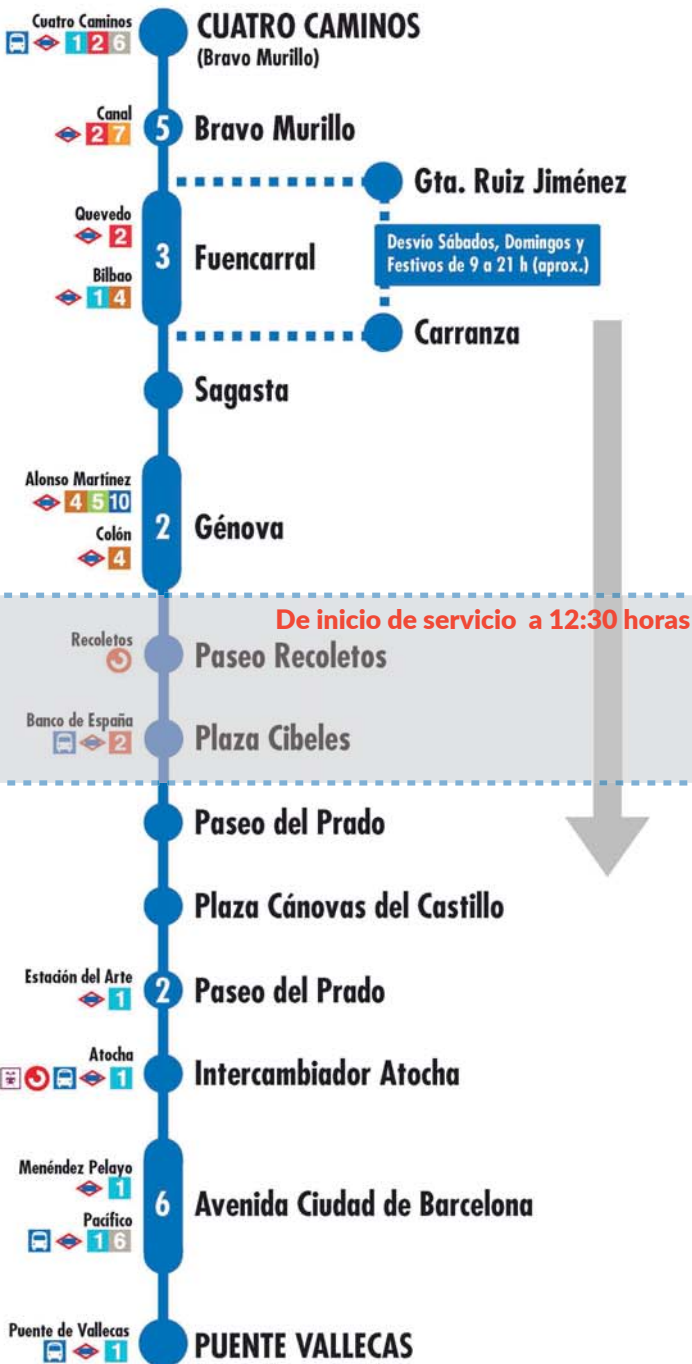 Cuatro Caminos
1 2 6
CUATRO CAMINOS
(Bravo Murillo)
Canal
2 7
5
Bravo Murillo
Gta. Ruiz Jiménez
Quevedo
2
3
Fuencarral
Desvío Sábados, Domingos y
Festivos de 9 a 21 h (aprox.)
Bilbao
1 4
Carranza
Sagasta
Alonso Martínez
4 5 10
2
Génova
Colón
4
De inicio de servicio a 12:30 horas
Recoletos
Paseo Recoletos
Banco de España
2
Plaza Cibeles
Paseo del Prado
Plaza Cánovas del Castillo
Estación del Arte
1
2
Paseo del Prado
Atocha
1
Intercambiador Atocha
Menéndez Pelayo
1
6
Avenida Ciudad de Barcelona
Pacífico
1 6
Puente de Vallecas
1
PUENTE VALLECAS